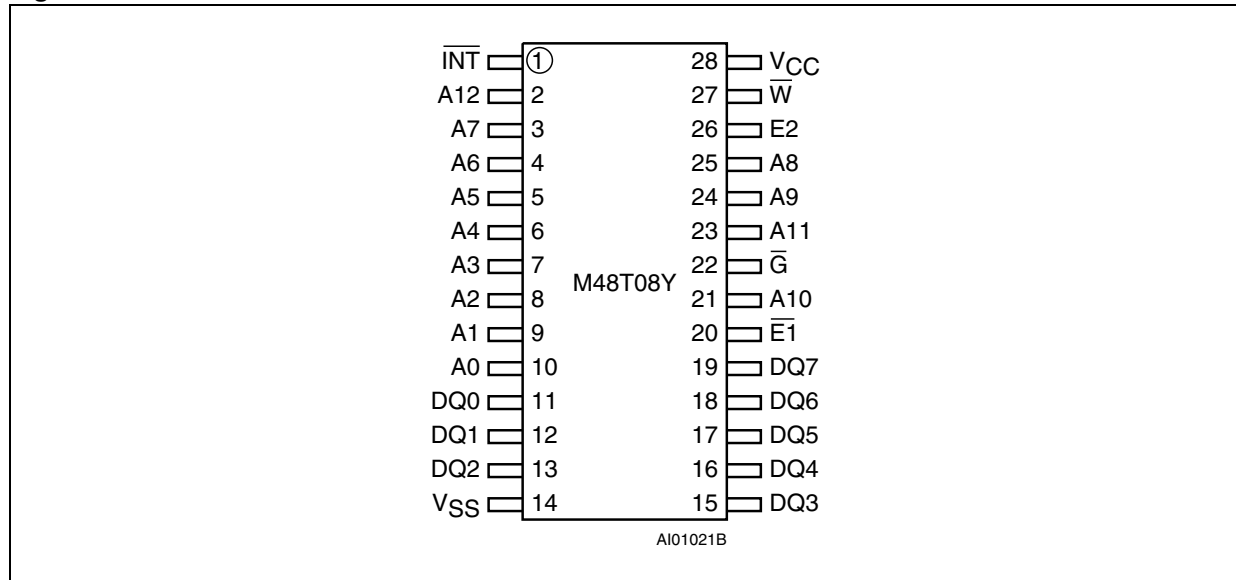 INT 1 28 VCC
A12 2 27 W
A7 3 26 E2
A6 4 25 A8
A5 5 24 A9
A4 6 23 A11
A3 7 22 G
M48T08Y
A2 8 21 A10
A1 9 20 E1
A0 10 19 DQ7
DQ0 11 18 DQ6
DQ1 12 17 DQ5
DQ2 13 16 DQ4
VSS 14 15 DQ3
AI01021B